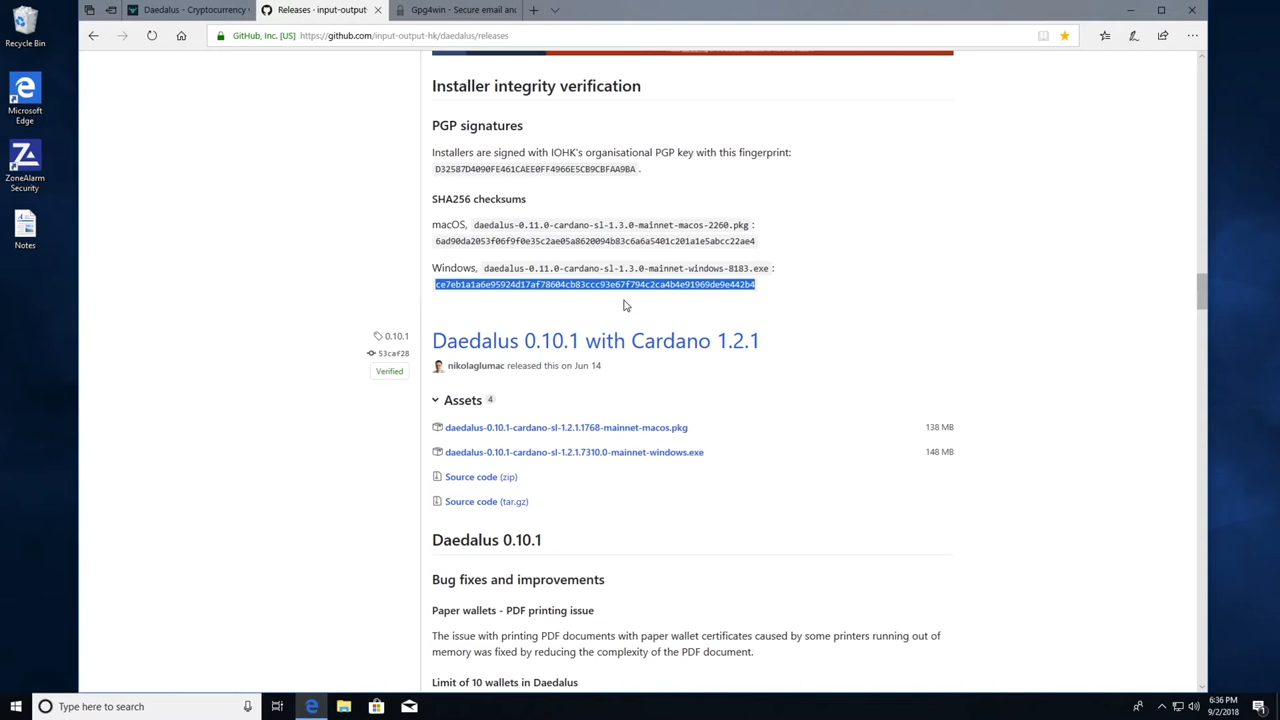 Recycle Bin
Microsoft Edge
ZoneAlarm Security
Notes
Daedalus - Cryptocurrency
Releases · input-output
Gpg4win - Secure email and
GitHub, Inc. [US] https://github.com/input-output-hk/daedalus/releases
Installer integrity verification
PGP signatures
Installers are signed with IOHK's organisational PGP key with this fingerprint:
D32587D4090FE461CAEE0FF4966E5CB9CBFAA9BA .
SHA256 checksums
macOS, daedalus-0.11.0-cardano-sl-1.3.0-mainnet-macos-2260.pkg :
6ad90da2053f06f9f0e35c2ae05a8620094b83c6a6a5401c201a1e5abcc22ae4
Windows, daedalus-0.11.0-cardano-sl-1.3.0-mainnet-windows-8183.exe :
ce7eb1a1a6e95924d17af78604cb83ccc93e67f794c2ca4b4e91969de9e442b4
0.10.1
53caf28
Verified
Daedalus 0.10.1 with Cardano 1.2.1
nikolaglumac released this on Jun 14
Assets 4
daedalus-0.10.1-cardano-sl-1.2.1.1768-mainnet-macos.pkg 138 MB
daedalus-0.10.1-cardano-sl-1.2.1.7310.0-mainnet-windows.exe 148 MB
Source code (zip)
Source code (tar.gz)
Daedalus 0.10.1
Bug fixes and improvements
Paper wallets - PDF printing issue
The issue with printing PDF documents with paper wallet certificates caused by some printers running out of
memory was fixed by reducing the complexity of the PDF document.
Limit of 10 wallets in Daedalus
Type here to search
6:36 PM
9/2/2018